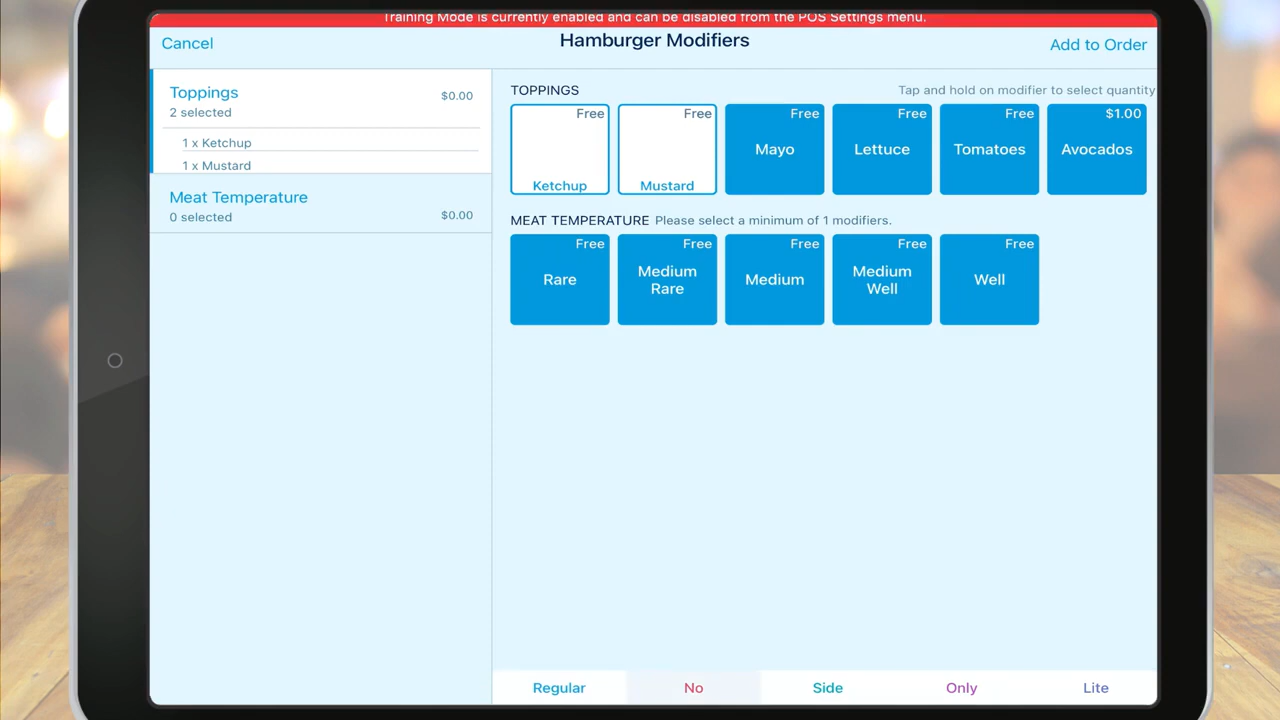 Training Mode is currently enabled and can be disabled from the POS Settings menu.
Cancel
Hamburger Modifiers
Add to Order
Toppings
$0.00
2 selected
1 x Ketchup
1 x Mustard
Meat Temperature
0 selected
$0.00
TOPPINGS
Tap and hold on modifier to select quantity
Free
Ketchup
Free
Mustard
Free
Mayo
Free
Lettuce
Free
Tomatoes
$1.00
Avocados
MEAT TEMPERATURE Please select a minimum of 1 modifiers.
Free
Rare
Free
Medium
Rare
Free
Medium
Free
Medium
Well
Free
Well
Regular
No
Side
Only
Lite